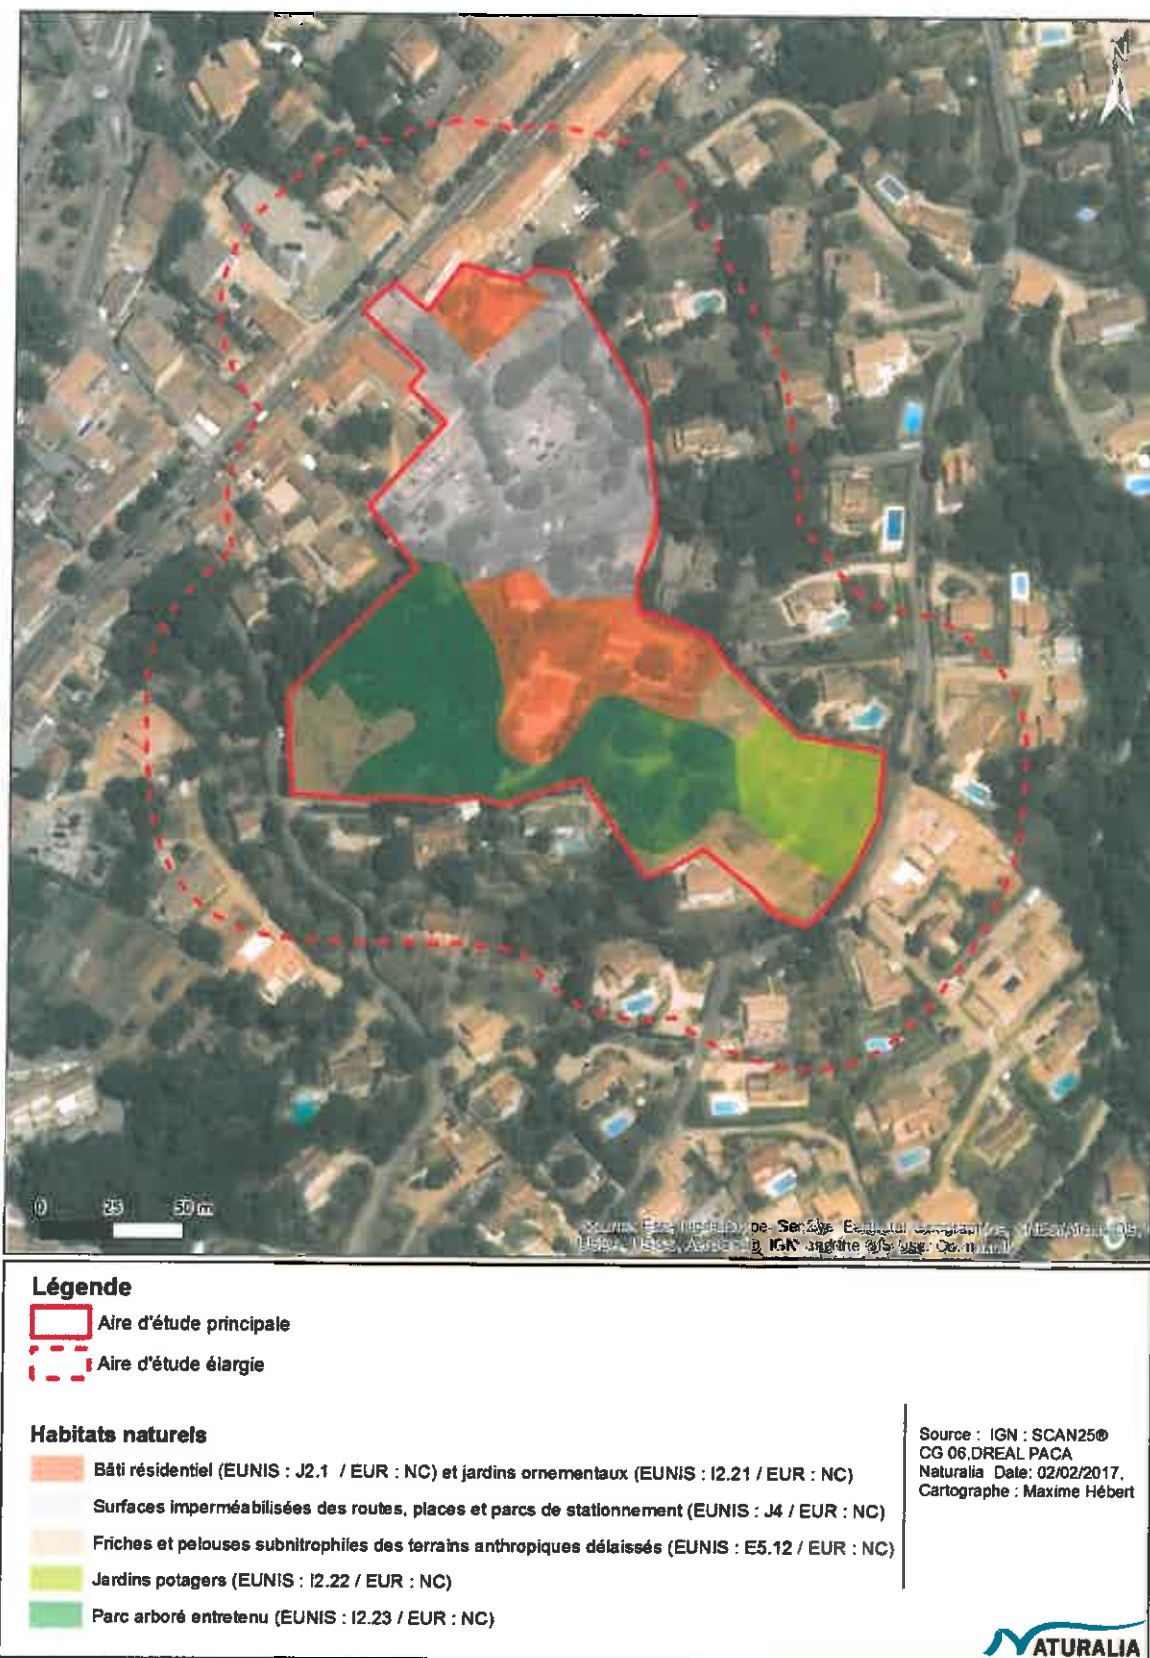 N
0 25 50 m
Légende
Aire d'étude principale
Aire d'étude élargie
Habitats naturels
Bâti résidentiel (EUNIS : J2.1 / EUR : NC) et jardins ornementaux (EUNIS : I2.21 / EUR : NC)
Surfaces imperméabilisées des routes, places et parcs de stationnement (EUNIS : J4 / EUR : NC)
Friches et pelouses subnitrophiles des terrains anthropiques délaissés (EUNIS : E5.12 / EUR : NC)
Jardins potagers (EUNIS : I2.22 / EUR : NC)
Parc arboré entretenu (EUNIS : I2.23 / EUR : NC)
Source : IGN : SCAN25®
CG 06,DREAL PACA
Naturalia Date: 02/02/2017,
Cartographe : Maxime Hébert
NATURALIA